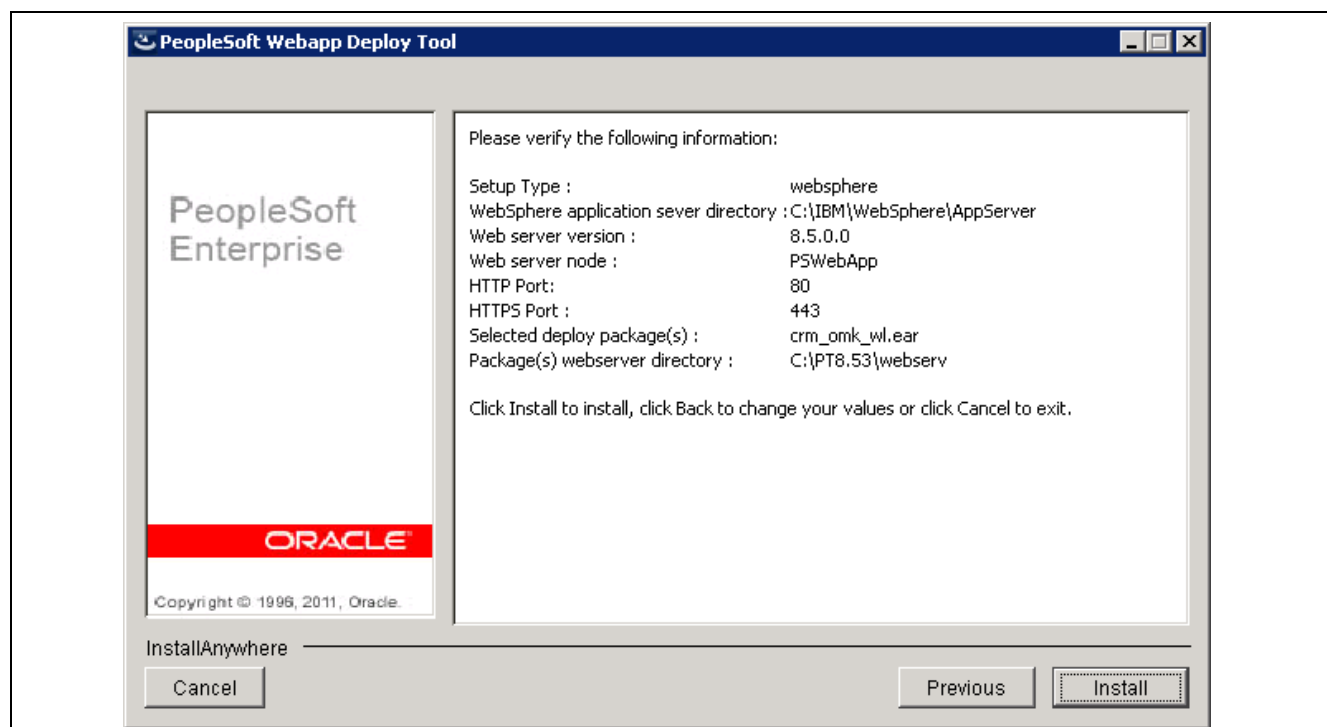 PeopleSoft Webapp Deploy Tool
PeopleSoft
Enterprise
ORACLE
Copyright © 1996, 2011, Oracle.
Please verify the following information:
Setup Type : websphere
WebSphere application sever directory :C:\IBM\WebSphere\AppServer
Web server version : 8.5.0.0
Web server node : PSWebApp
HTTP Port: 80
HTTPS Port : 443
Selected deploy package(s) : crm_omk_wl.ear
Package(s) webserver directory : C:\PT8.53\webserv
Click Install to install, click Back to change your values or click Cancel to exit.
InstallAnywhere
Cancel
Previous
Install